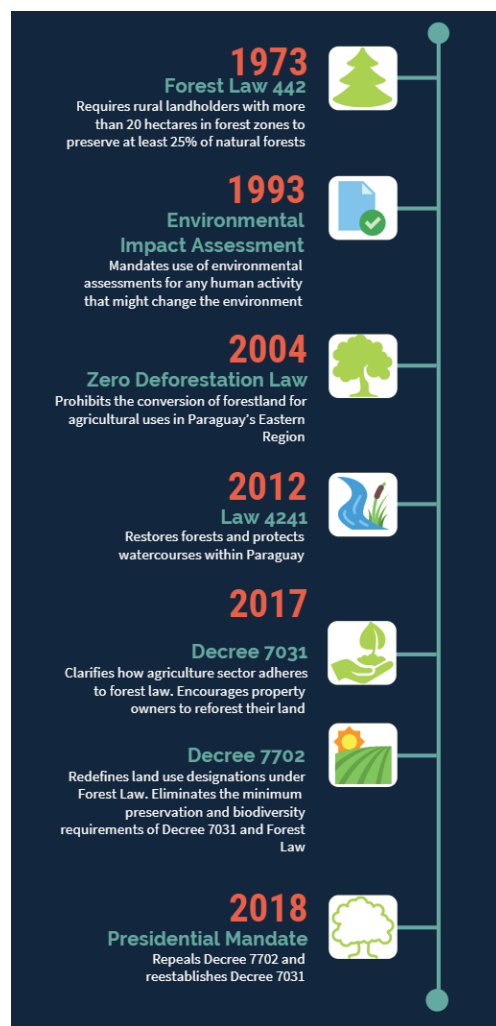 1973
Forest Law 442
Requires rural landholders with more
than 20 hectares in forest zones to
preserve at least 25% of natural forests
1993
Environmental
Impact Assessment
Mandates use of environmental
assessments for any human activity
that might change the environment
2004
Zero Deforestation Law
Prohibits the conversion of forestland for
agricultural uses in Paraguay's Eastern
Region
2012
Law 4241
Restores forests and protects
watercourses within Paraguay
2017
Decree 7031
Clarifies how agriculture sector adheres
to forest law. Encourages property
owners to reforest their land
Decree 7702
Redefines land use designations under
Forest Law. Eliminates the minimum
preservation and biodiversity
requirements of Decree 7031 and Forest
Law
2018
Presidential Mandate
Repeals Decree 7702 and
reestablishes Decree 7031